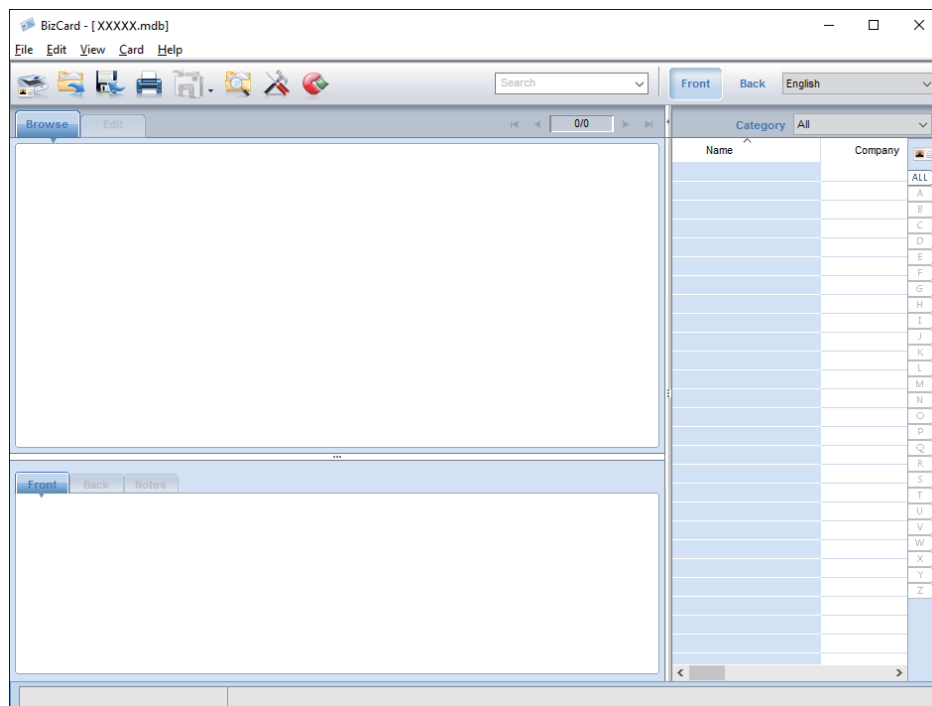 BizCard - [ XXXXX.mdb]
File Edit View Card Help
Search
Front Back English
Browse Edit 0/0 Category All
Name Company
ALL
A
B
C
D
E
F
G
H
I
J
K
L
M
N
O
P
Q
R
S
T
U
V
W
X
Y
Z
Front Back Notes